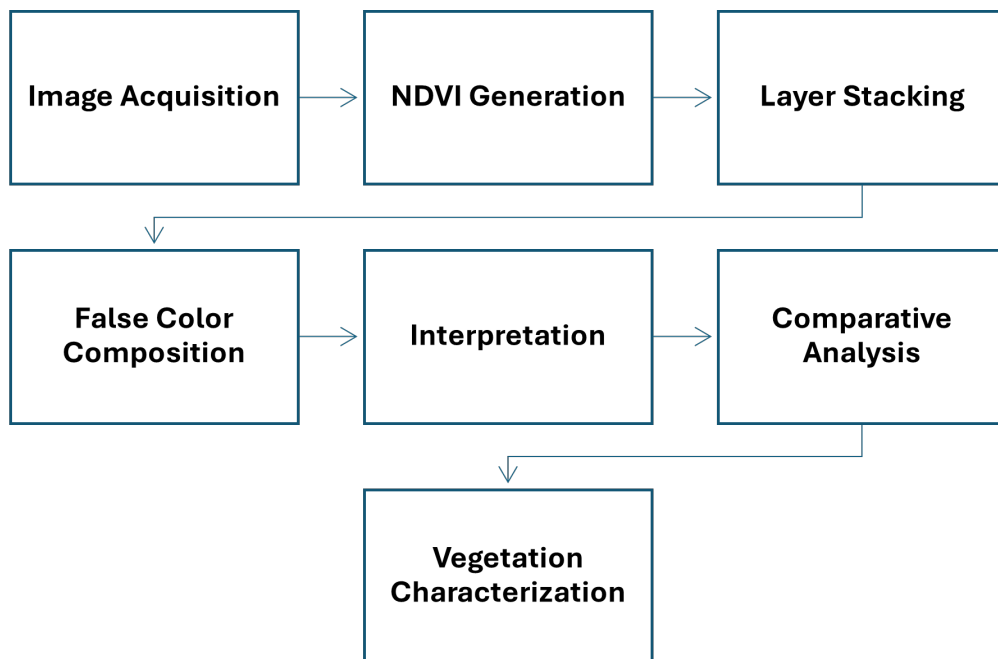 Image Acquisition
NDVI Generation
Layer Stacking
False Color
Composition
Interpretation
Comparative
Analysis
Vegetation
Characterization